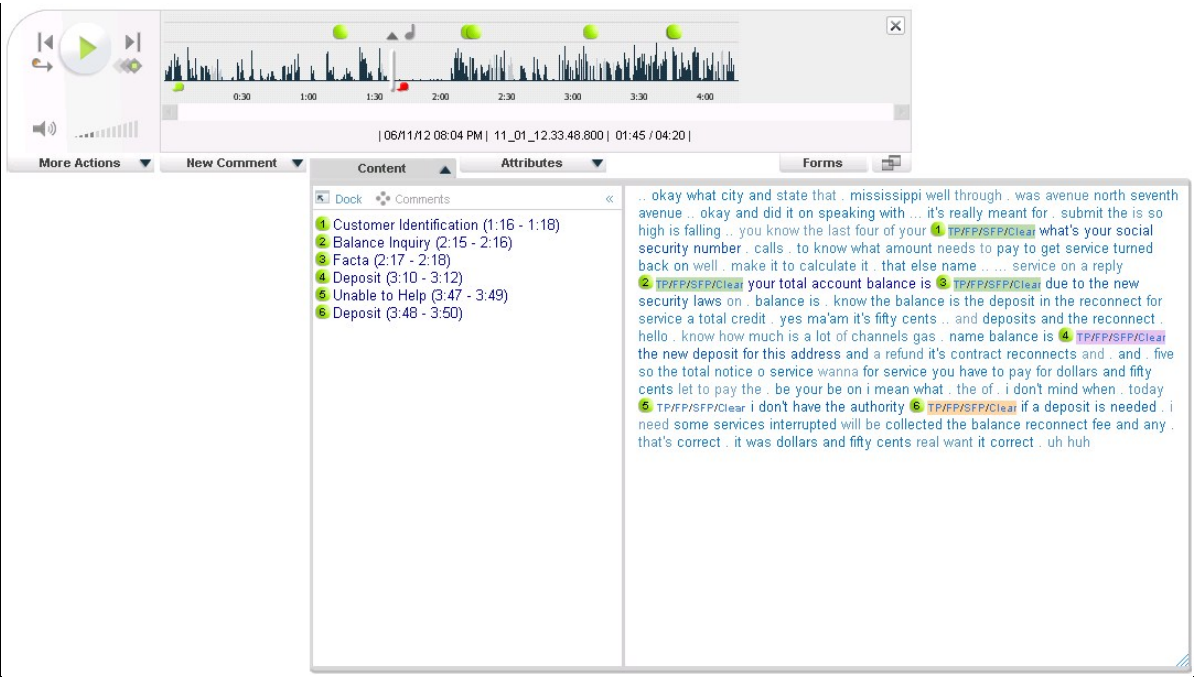 0:30 1:00 1:30 2:00 2:30 3:00 3:30 4:00
| 06/11/12 08:04 PM | 11_01_12.33.48.800 | 01:45 / 04:20 |
More Actions New Comment Content Attributes Forms
Dock Comments «
1 Customer Identification (1:16 - 1:18)
2 Balance Inquiry (2:15 - 2:16)
3 Facta (2:17 - 2:18)
4 Deposit (3:10 - 3:12)
5 Unable to Help (3:47 - 3:49)
6 Deposit (3:48 - 3:50)
.. okay what city and state that . mississippi well through . was avenue north seventh
avenue .. okay and did it on speaking with ... it's really meant for . submit the is so
high is falling .. you know the last four of your 1 TP/FP/SFP/Clear what's your social
security number . calls . to know what amount needs to pay to get service turned
back on well . make it to calculate it . that else name .. ... service on a reply
2 TP/FP/SFP/Clear your total account balance is 3 TP/FP/SFP/Clear due to the new
security laws on . balance is . know the balance is the deposit in the reconnect for
service a total credit . yes ma'am it's fifty cents .. and deposits and the reconnect .
hello . know how much is a lot of channels gas . name balance is 4 TP/FP/SFP/Clear
the new deposit for this address and a refund it's contract reconnects and . and . five
so the total notice o service wanna for service you have to pay for dollars and fifty
cents let to pay the . be your be on i mean what . the of . i don't mind when . today
5 TP/FP/SFP/Clear i don't have the authority 6 TP/FP/SFP/Clear if a deposit is needed . i
need some services interrupted will be collected the balance reconnect fee and any .
that's correct . it was dollars and fifty cents real want it correct . uh huh